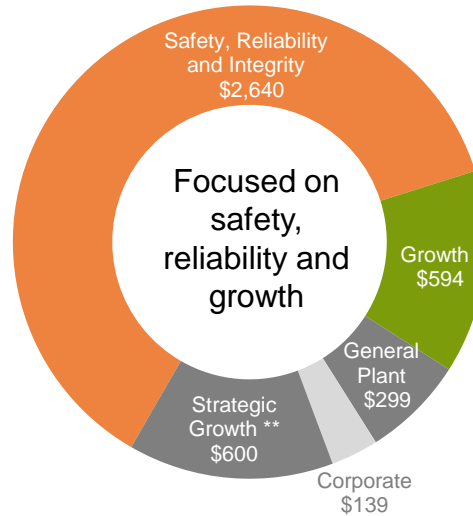 Safety, Reliability
and Integrity
$2,640
Focused on
safety,
reliability and
growth
Growth
$594
General
Plant
$299
Strategic
Growth **
$600
Corporate
$139